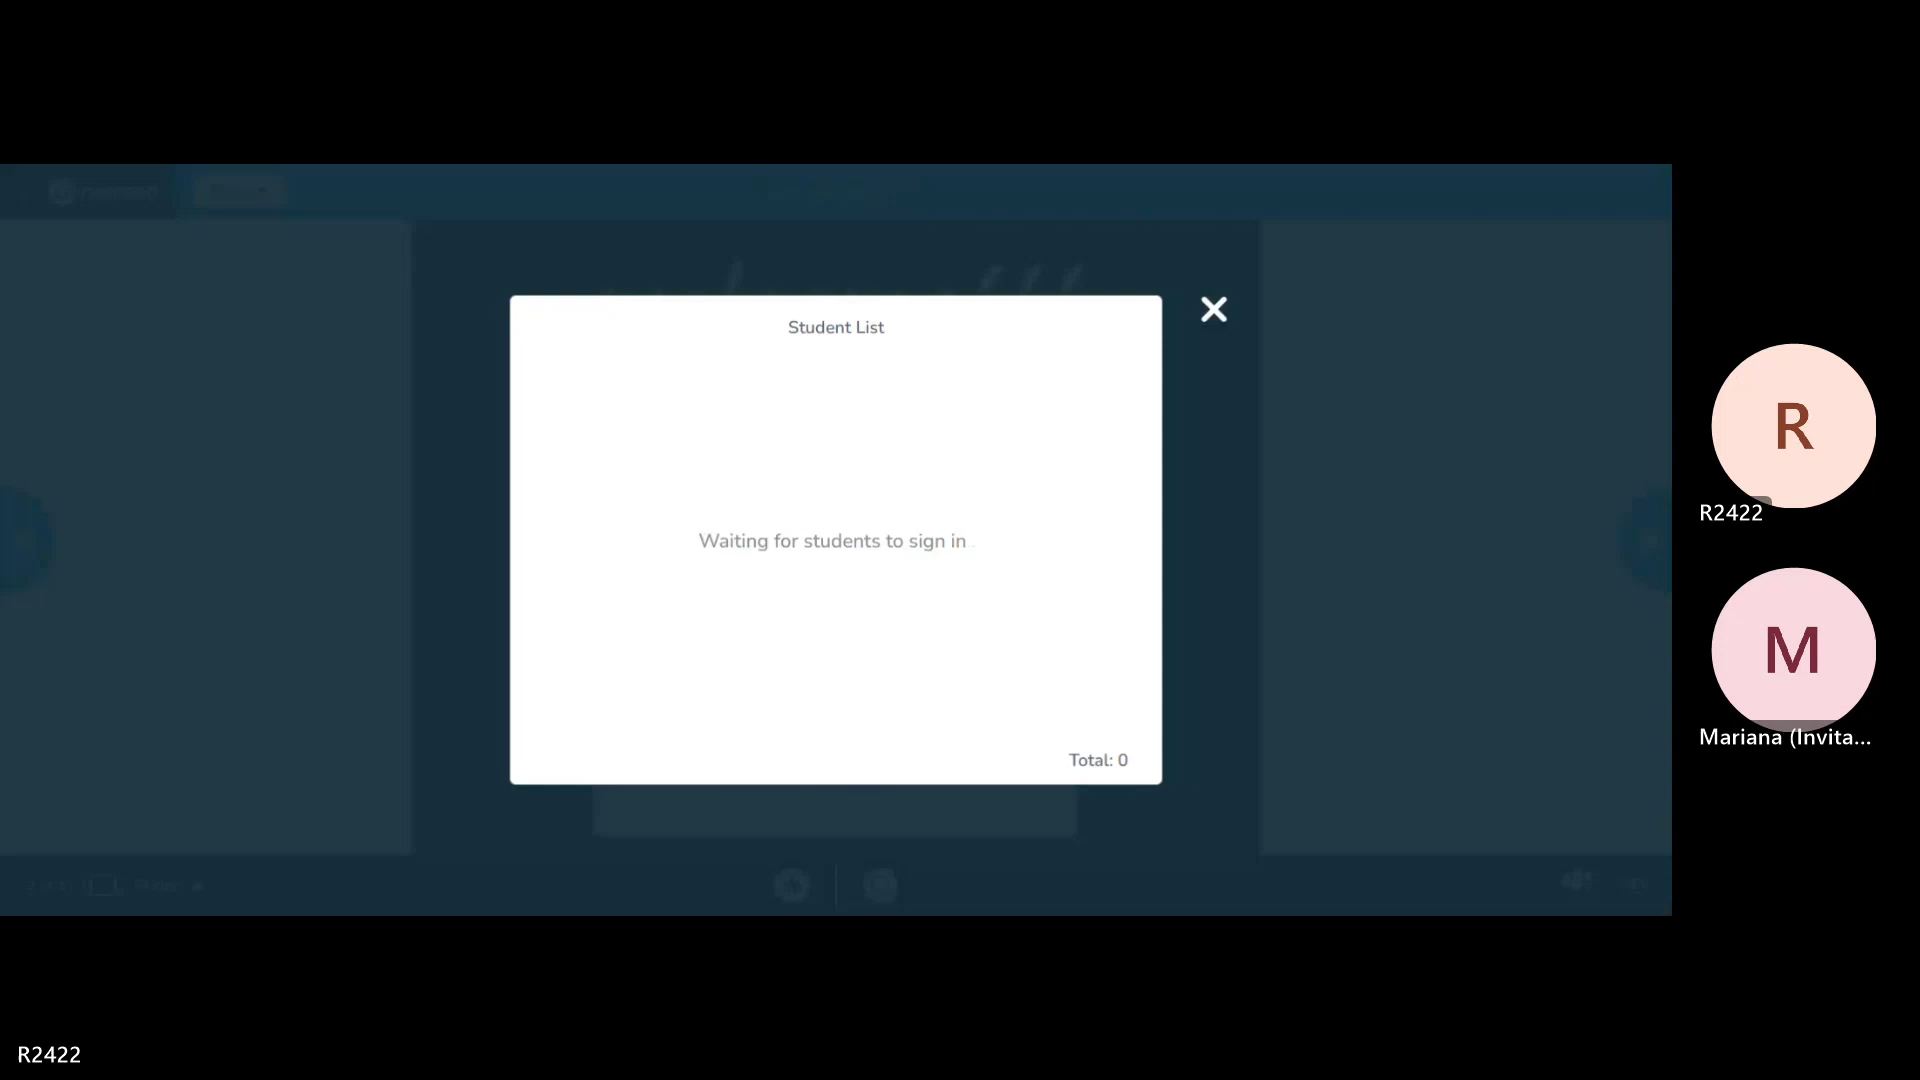 Student List
Waiting for students to sign in .
Total: 0
R
R2422
M
Mariana (Invita...
R2422